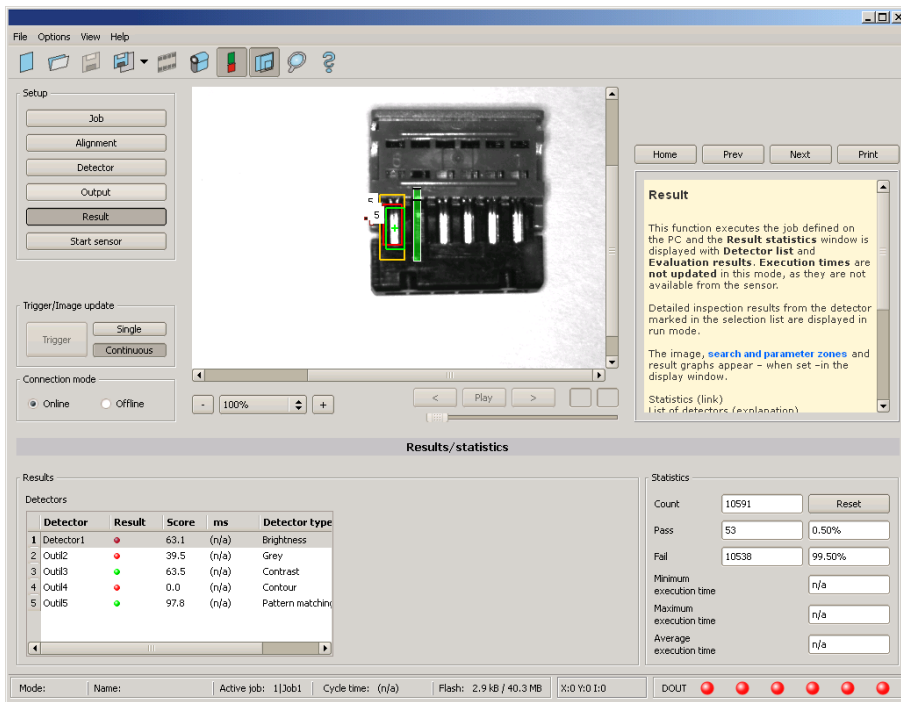 File Options View Help
Setup
Job
Alignment
Detector
Output
Result
Start sensor
Trigger/Image update
Trigger
Single
Continuous
Connection mode
Online Offline
5
- 100% +
< Play >
Home Prev Next Print
Result
This function executes the job defined on
the PC and the Result statistics window is
displayed with Detector list and
Evaluation results. Execution times are
not updated in this mode, as they are not
available from the sensor.
Detailed inspection results from the detector
marked in the selection list are displayed in
run mode.
The image, search and parameter zones and
result graphs appear – when set –in the
display window.
Statistics (link)
List of detectors (explanation)
Results/statistics
Results
Detectors
Detector Result Score ms Detector type
1 Detector1 63.1 (n/a) Brightness
2 Outil2 39.5 (n/a) Grey
3 Outil3 63.5 (n/a) Contrast
4 Outil4 0.0 (n/a) Contour
5 Outil5 97.8 (n/a) Pattern matching
Statistics
Count 10591 Reset
Pass 53 0.50%
Fail 10538 99.50%
Minimum
execution time n/a
Maximum
execution time n/a
Average
execution time n/a
Mode: Name: Active job: 1|Job1 Cycle time: (n/a) Flash: 2.9 kB / 40.3 MB X:0 Y:0 I:0 DOUT